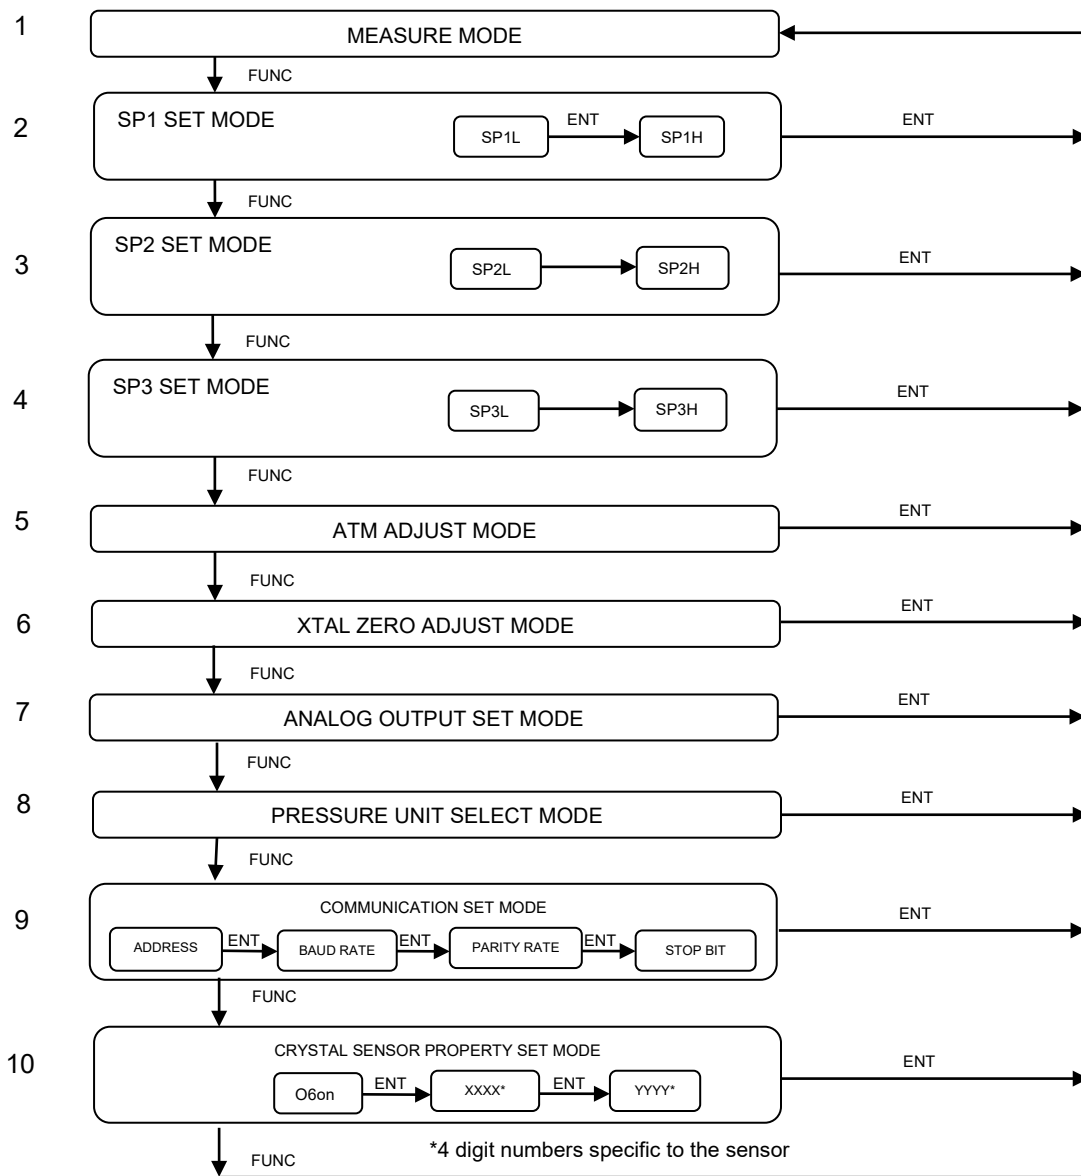 1
MEASURE MODE
FUNC
2
SP1 SET MODE
SP1L
ENT
SP1H
ENT
FUNC
3
SP2 SET MODE
SP2L
SP2H
ENT
FUNC
4
SP3 SET MODE
SP3L
SP3H
ENT
FUNC
5
ATM ADJUST MODE
ENT
FUNC
6
XTAL ZERO ADJUST MODE
ENT
FUNC
7
ANALOG OUTPUT SET MODE
ENT
FUNC
8
PRESSURE UNIT SELECT MODE
ENT
FUNC
9
COMMUNICATION SET MODE
ADDRESS
ENT
BAUD RATE
ENT
PARITY RATE
ENT
STOP BIT
ENT
FUNC
10
CRYSTAL SENSOR PROPERTY SET MODE
O6on
ENT
XXXX*
ENT
YYYY*
ENT
*4 digit numbers specific to the sensor
FUNC